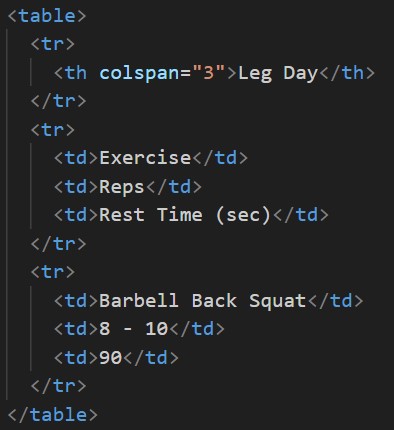 <table>
  <tr>
    <th colspan="3">Leg Day</th>
  </tr>
  <tr>
    <td>Exercise</td>
    <td>Reps</td>
    <td>Rest Time (sec)</td>
  </tr>
  <tr>
    <td>Barbell Back Squat</td>
    <td>8 - 10</td>
    <td>90</td>
  </tr>
</table>